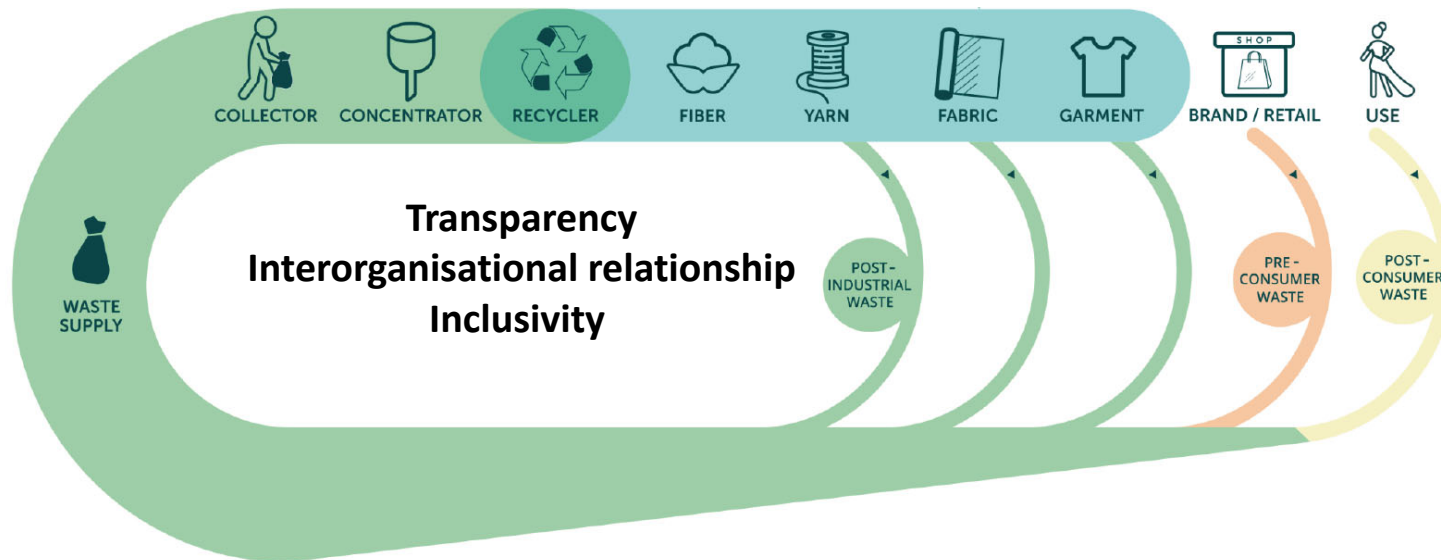 SHOP
COLLECTOR
CONCENTRATOR
RECYCLER
FIBER
YARN
FABRIC
GARMENT
BRAND / RETAIL
USE
Transparency
Interorganisational relationship
Inclusivity
WASTE
SUPPLY
POST-
INDUSTRIAL
WASTE
PRE-
CONSUMER
WASTE
POST-
CONSUMER
WASTE